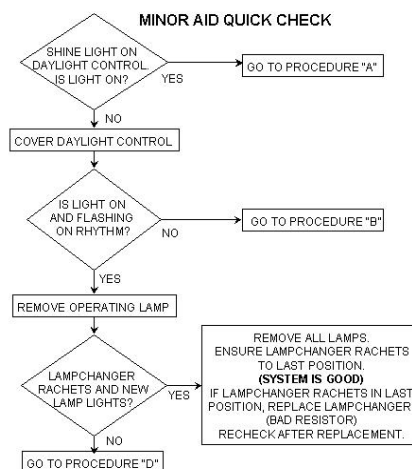 MINOR AID QUICK CHECK
SHINE LIGHT ON
DAYLIGHT CONTROL.
IS LIGHT ON?
YES
GO TO PROCEDURE "A"
NO
COVER DAYLIGHT CONTROL
IS LIGHT ON
AND FLASHING
ON RHYTHM?
NO
GO TO PROCEDURE "B"
YES
REMOVE OPERATING LAMP
LAMPCHANGER
RACHETS AND NEW
LAMP LIGHTS?
YES
REMOVE ALL LAMPS.
ENSURE LAMPCHANGER RACHETS
TO LAST POSITION.
(SYSTEM IS GOOD)
IF LAMPCHANGER RACHETS IN LAST
POSITION, REPLACE LAMPCHANGER
(BAD RESISTOR)
RECHECK AFTER REPLACEMENT.
NO
GO TO PROCEDURE "D"